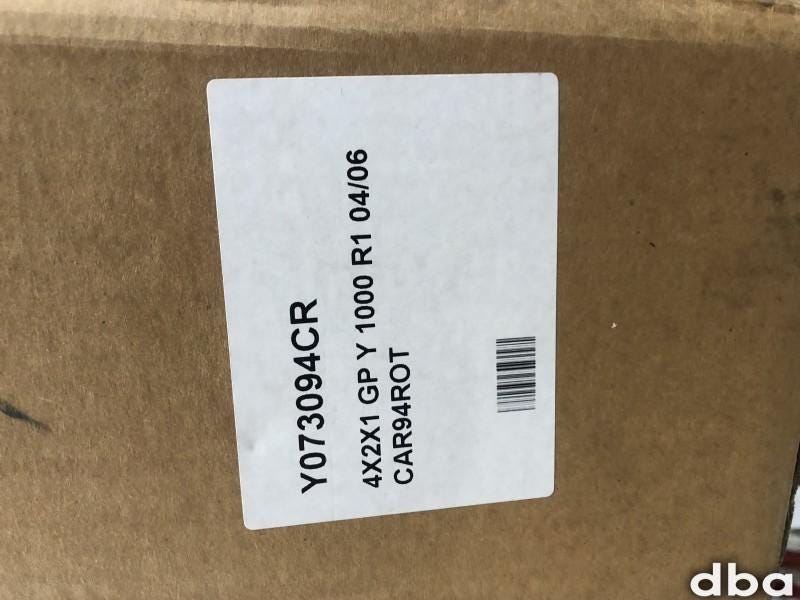 Y073094CR
4X2X1 GP Y 1000 R1 04/06
CAR94ROT
dba